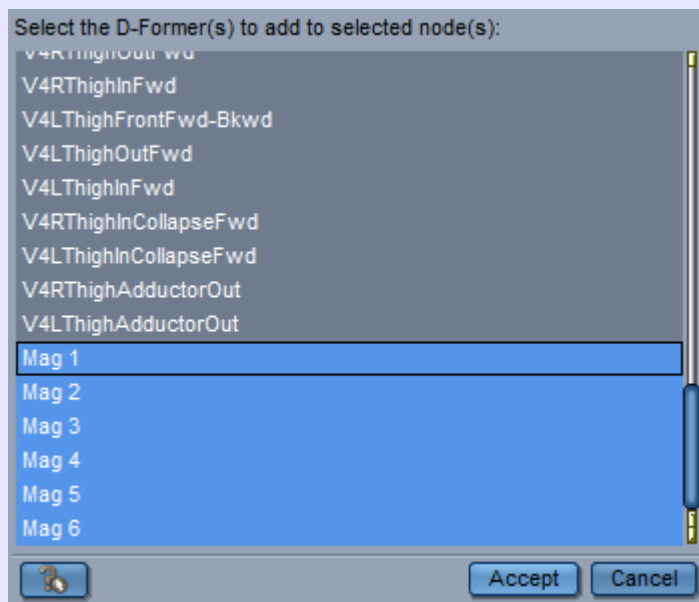 Select the D-Former(s) to add to selected node(s):
V4RThighOutFwd
V4RThighInFwd
V4LThighFrontFwd-Bkwd
V4LThighOutFwd
V4LThighInFwd
V4RThighInCollapseFwd
V4LThighInCollapseFwd
V4RThighAdductorOut
V4LThighAdductorOut
Mag 1
Mag 2
Mag 3
Mag 4
Mag 5
Mag 6
Accept Cancel